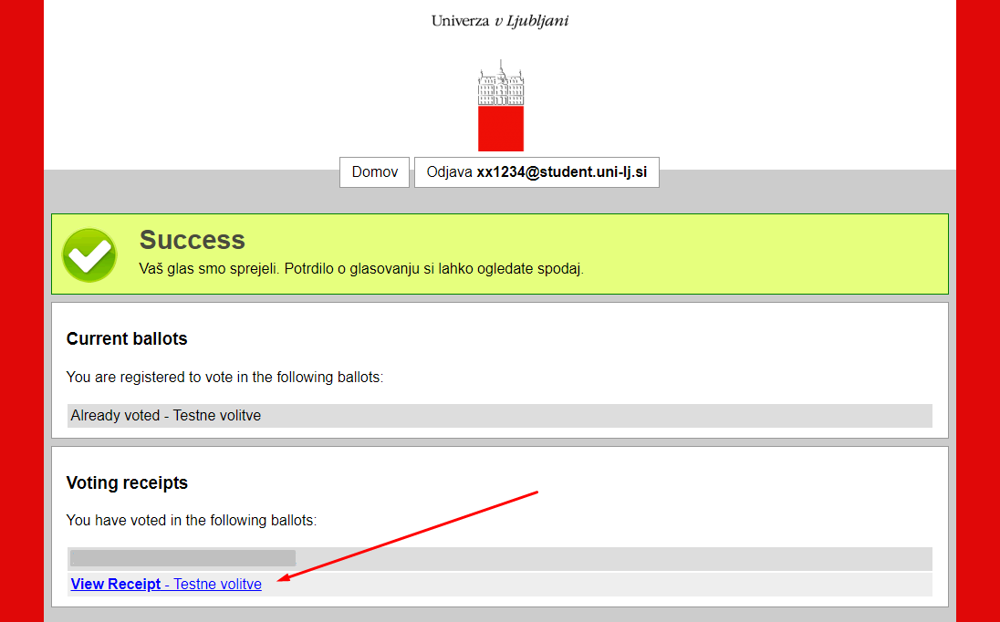 Univerza v Ljubljani
Domov
Odjava xx1234@student.uni-lj.si
Success
Vaš glas smo sprejeli. Potrdilo o glasovanju si lahko ogledate spodaj.
Current ballots
You are registered to vote in the following ballots:
Already voted - Testne volitve
Voting receipts
You have voted in the following ballots:
View Receipt - Testne volitve